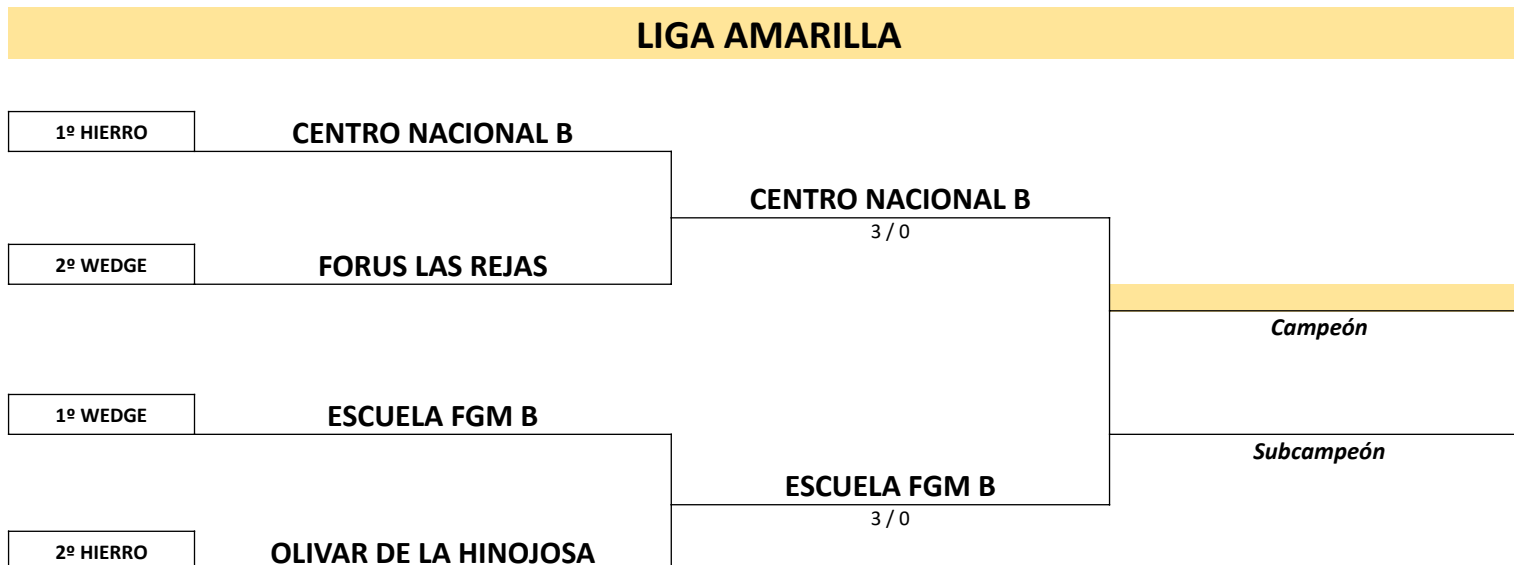 LIGA AMARILLA
1º HIERRO CENTRO NACIONAL B
CENTRO NACIONAL B
3 / 0
2º WEDGE FORUS LAS REJAS
Campeón
1º WEDGE ESCUELA FGM B
Subcampeón
ESCUELA FGM B
3 / 0
2º HIERRO OLIVAR DE LA HINOJOSA